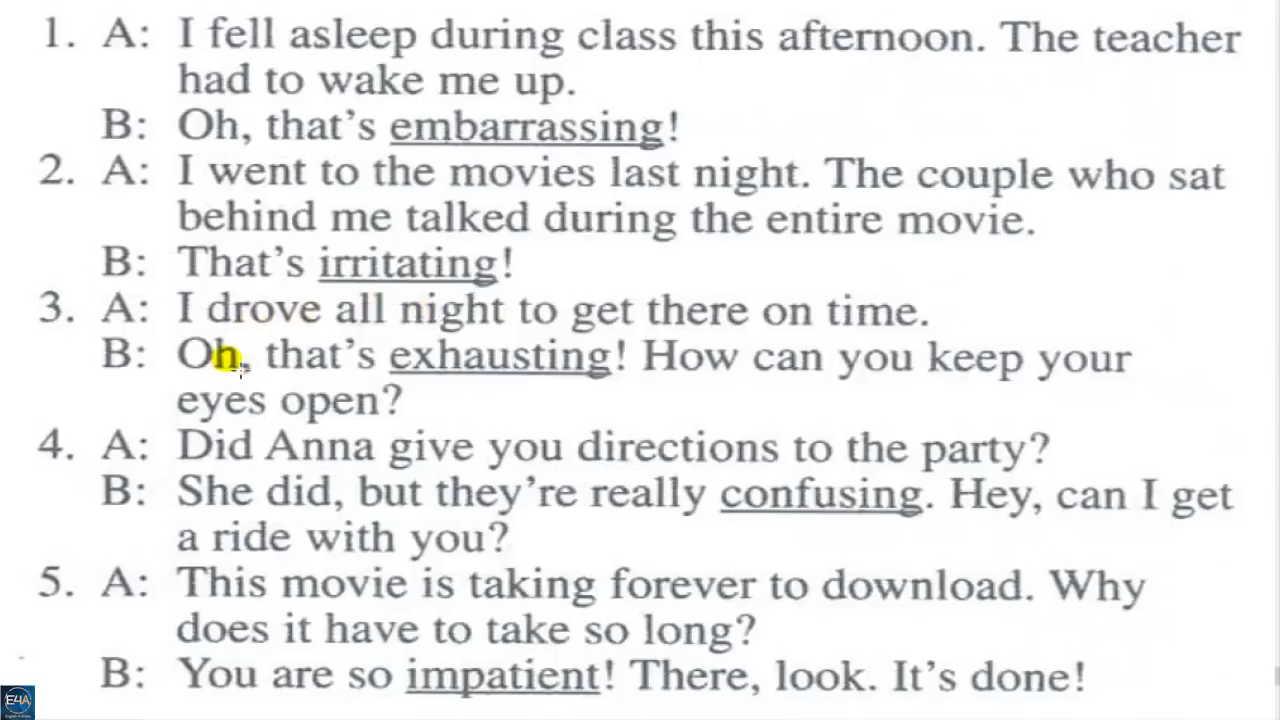 1. A: I fell asleep during class this afternoon. The teacher
had to wake me up.
B: Oh, that's embarrassing!
2. A: I went to the movies last night. The couple who sat
behind me talked during the entire movie.
B: That's irritating!
3. A: I drove all night to get there on time.
B: Oh, that's exhausting! How can you keep your
eyes open?
4. A: Did Anna give you directions to the party?
B: She did, but they're really confusing. Hey, can I get
a ride with you?
5. A: This movie is taking forever to download. Why
does it have to take so long?
B: You are so impatient! There, look. It's done!
E4A